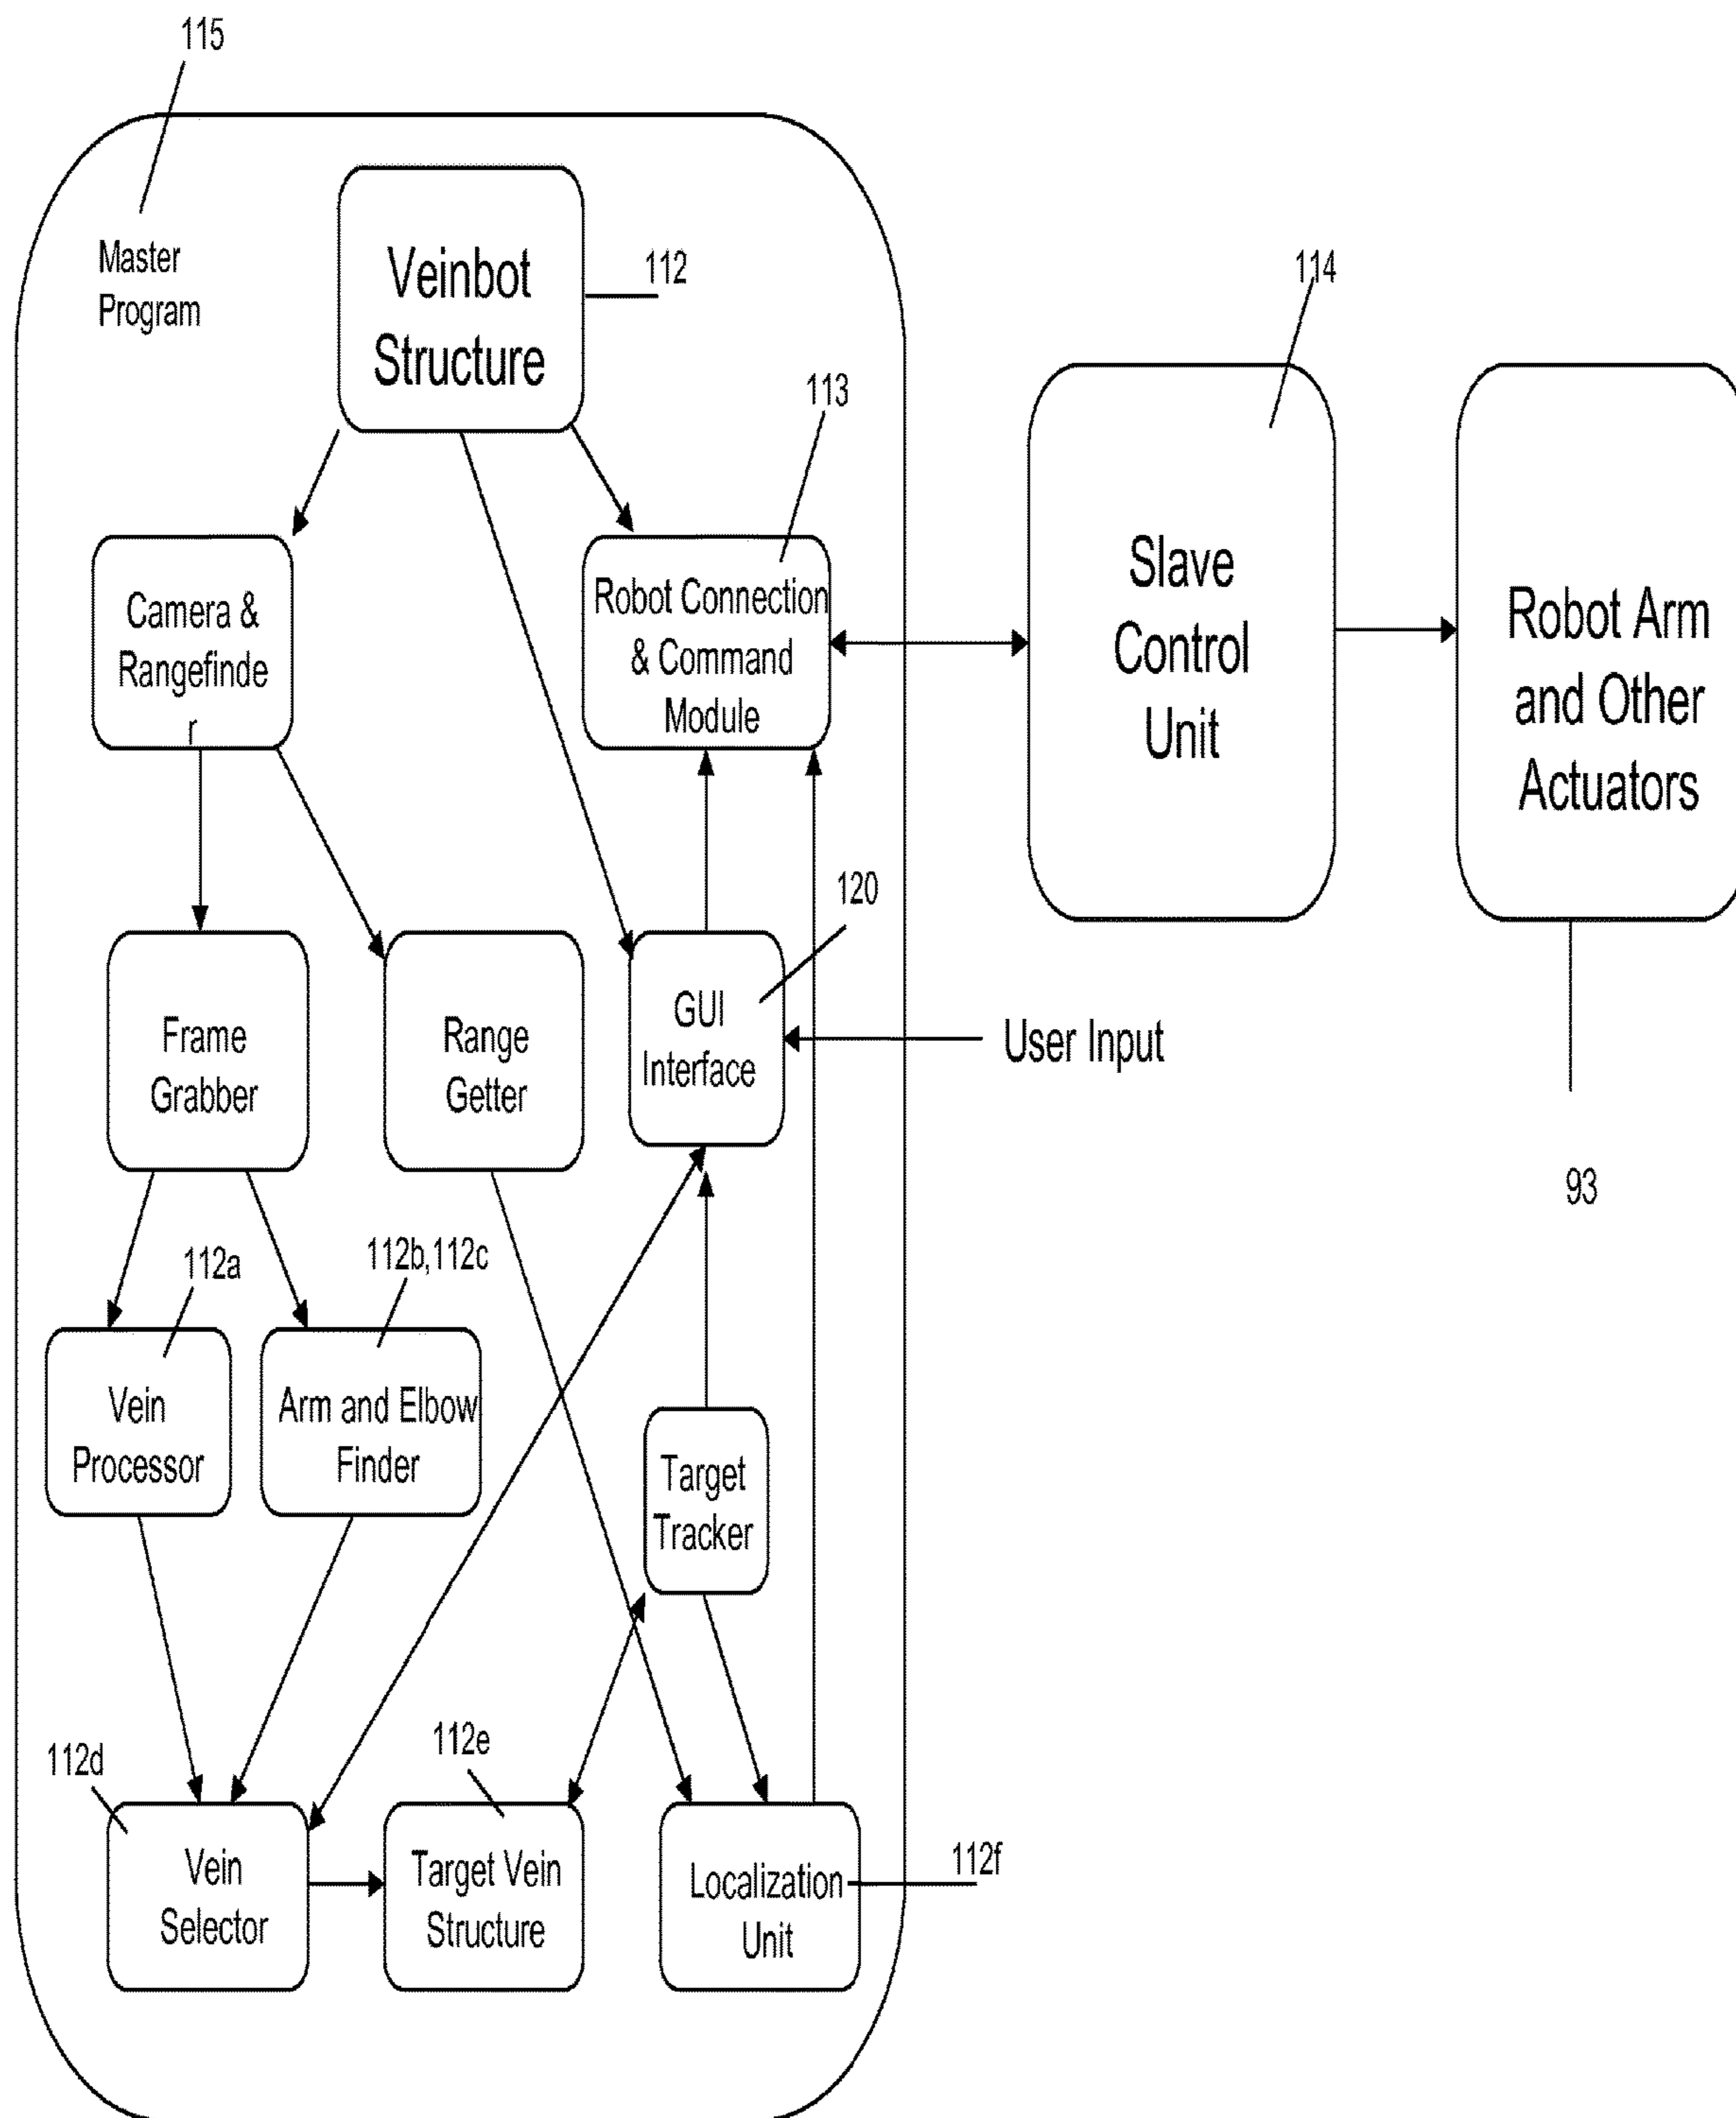 115
Master
Program
Veinbot
Structure
112
114
113
Camera &
Rangefinde
r
Robot Connection
& Command
Module
Slave
Control
Unit
Robot Arm
and Other
Actuators
120
Frame
Grabber
Range
Getter
GUI
Interface
User Input
93
112a
112b,112c
Vein
Processor
Arm and Elbow
Finder
Target
Tracker
112d
112e
Vein
Selector
Target Vein
Structure
Localization
Unit
112f